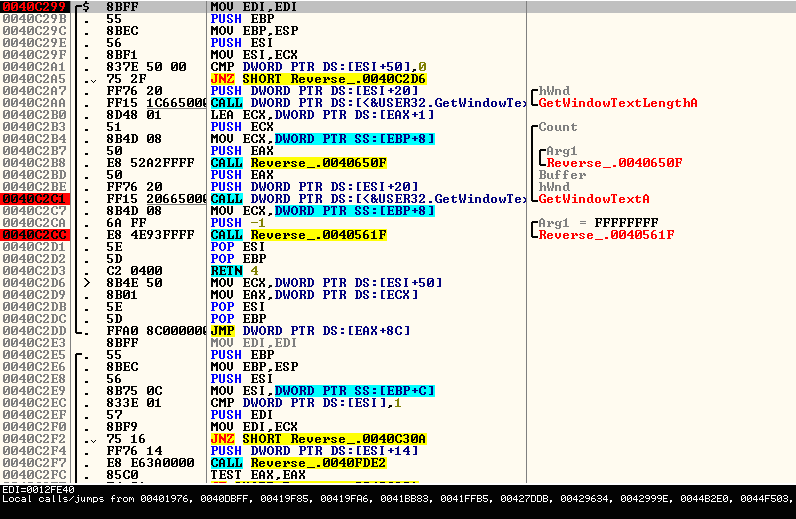 0040C299 $ 8BFF MOV EDI,EDI
0040C29B . 55 PUSH EBP
0040C29C . 8BEC MOV EBP,ESP
0040C29E . 56 PUSH ESI
0040C29F . 8BF1 MOV ESI,ECX
0040C2A1 . 837E 50 00 CMP DWORD PTR DS:[ESI+50],0
0040C2A5 . 75 2F JNZ SHORT Reverse_.0040C2D6
0040C2A7 . FF76 20 PUSH DWORD PTR DS:[ESI+20] hWnd
0040C2AA . FF15 1C665000 CALL DWORD PTR DS:[<&USER32.GetWindowTex GetWindowTextLengthA
0040C2B0 . 8D48 01 LEA ECX,DWORD PTR DS:[EAX+1]
0040C2B3 . 51 PUSH ECX Count
0040C2B4 . 8B4D 08 MOV ECX,DWORD PTR SS:[EBP+8]
0040C2B7 . 50 PUSH EAX Arg1
0040C2B8 . E8 52A2FFFF CALL Reverse_.0040650F Reverse_.0040650F
0040C2BD . 50 PUSH EAX Buffer
0040C2BE . FF76 20 PUSH DWORD PTR DS:[ESI+20] hWnd
0040C2C1 . FF15 20665000 CALL DWORD PTR DS:[<&USER32.GetWindowTex GetWindowTextA
0040C2C7 . 8B4D 08 MOV ECX,DWORD PTR SS:[EBP+8]
0040C2CA . 6A FF PUSH -1 Arg1 = FFFFFFFF
0040C2CC . E8 4E93FFFF CALL Reverse_.0040561F Reverse_.0040561F
0040C2D1 . 5E POP ESI
0040C2D2 . 5D POP EBP
0040C2D3 . C2 0400 RETN 4
0040C2D6 > 8B4E 50 MOV ECX,DWORD PTR DS:[ESI+50]
0040C2D9 . 8B01 MOV EAX,DWORD PTR DS:[ECX]
0040C2DB . 5E POP ESI
0040C2DC . 5D POP EBP
0040C2DD . FFA0 8C000000 JMP DWORD PTR DS:[EAX+8C]
0040C2E3 8BFF MOV EDI,EDI
0040C2E5 . 55 PUSH EBP
0040C2E6 . 8BEC MOV EBP,ESP
0040C2E8 . 56 PUSH ESI
0040C2E9 . 8B75 0C MOV ESI,DWORD PTR SS:[EBP+C]
0040C2EC . 833E 01 CMP DWORD PTR DS:[ESI],1
0040C2EF . 57 PUSH EDI
0040C2F0 . 8BF9 MOV EDI,ECX
0040C2F2 . 75 16 JNZ SHORT Reverse_.0040C30A
0040C2F4 . FF76 14 PUSH DWORD PTR DS:[ESI+14]
0040C2F7 . E8 E63A0000 CALL Reverse_.0040FDE2
0040C2FC . 85C0 TEST EAX,EAX
EDI=0012FE40
Local calls/jumps from 00401976, 0040DBFF, 00419F85, 00419FA6, 0041BB83, 0041FFB5, 00427DDB, 00429634, 0042999E, 0044B2E0, 0044F503,